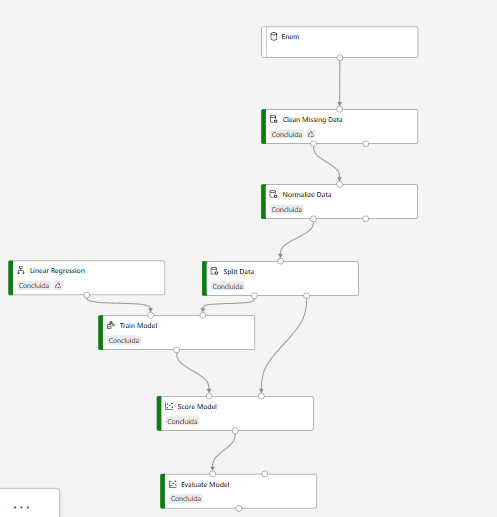 Enem
Clean Missing Data
Concluída
Normalize Data
Concluída
Linear Regression
Concluída
Split Data
Concluída
Train Model
Concluída
Score Model
Concluída
Evaluate Model
Concluída
...